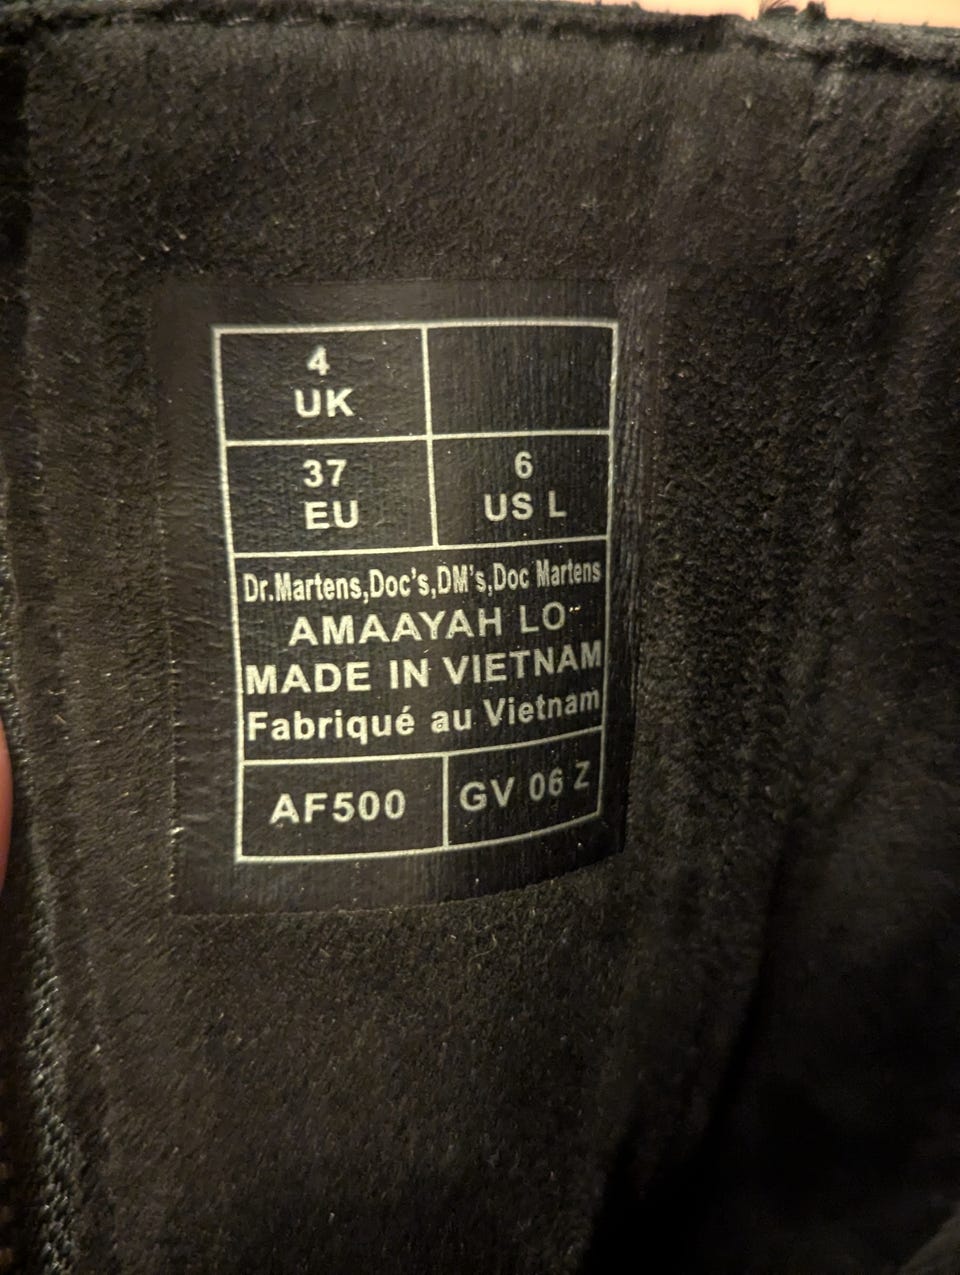 4
UK
37
EU
6
US L
Dr.Martens,Doc's,DM's,Doc Martens
AMAAYAH LO
MADE IN VIETNAM
Fabriqué au Vietnam
AF500
GV 06 Z